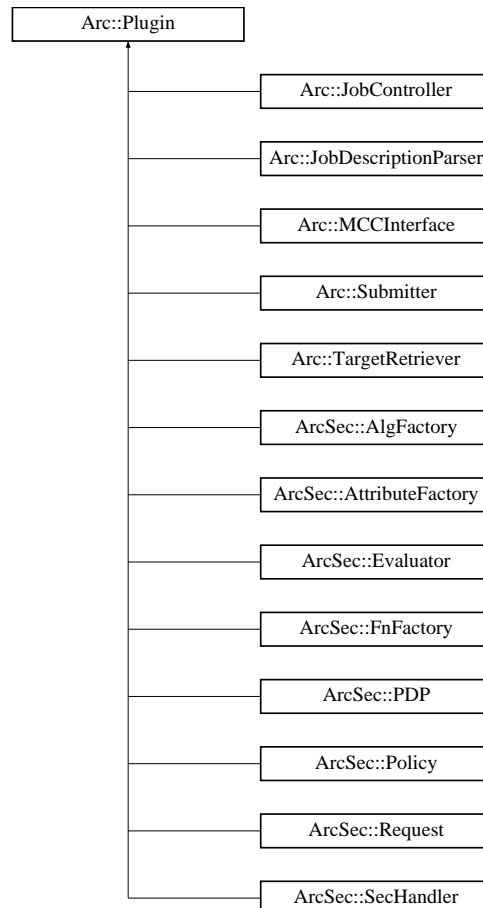 Arc::Plugin
Arc::JobController
Arc::JobDescriptionParser
Arc::MCCInterface
Arc::Submitter
Arc::TargetRetriever
ArcSec::AlgFactory
ArcSec::AttributeFactory
ArcSec::Evaluator
ArcSec::FnFactory
ArcSec::PDP
ArcSec::Policy
ArcSec::Request
ArcSec::SecHandler